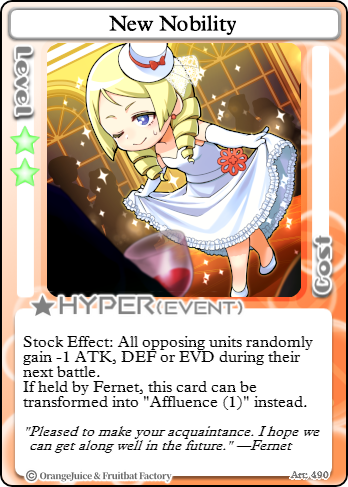 New Nobility
Level
Cost
HYPER(EVENT)
Stock Effect: All opposing units randomly
gain -1 ATK, DEF or EVD during their
next battle.
If held by Fernet, this card can be
transformed into "Affluence (1)" instead.
"Pleased to make your acquaintance. I hope we
can get along well in the future." —Fernet
© OrangeJuice & Fruitbat Factory
Art: 490